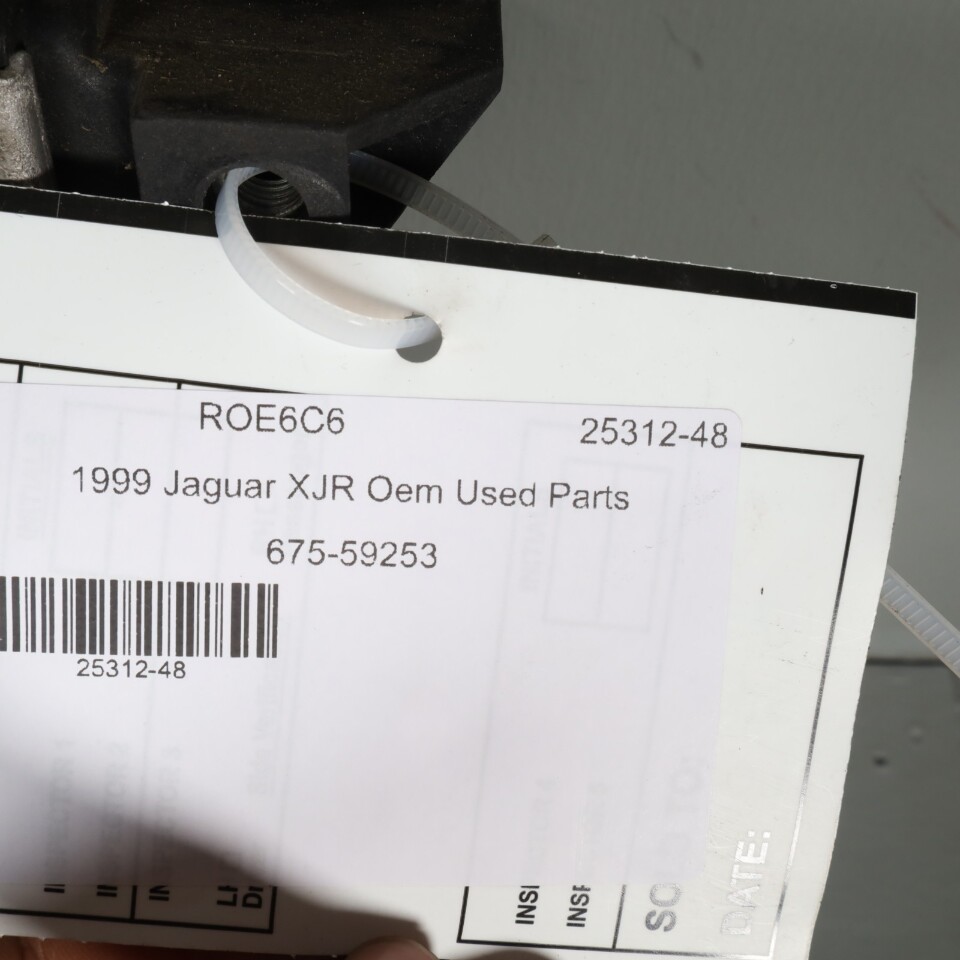 ROE6C6 25312-48
1999 Jaguar XJR Oem Used Parts
675-59253
25312-48
DATE: